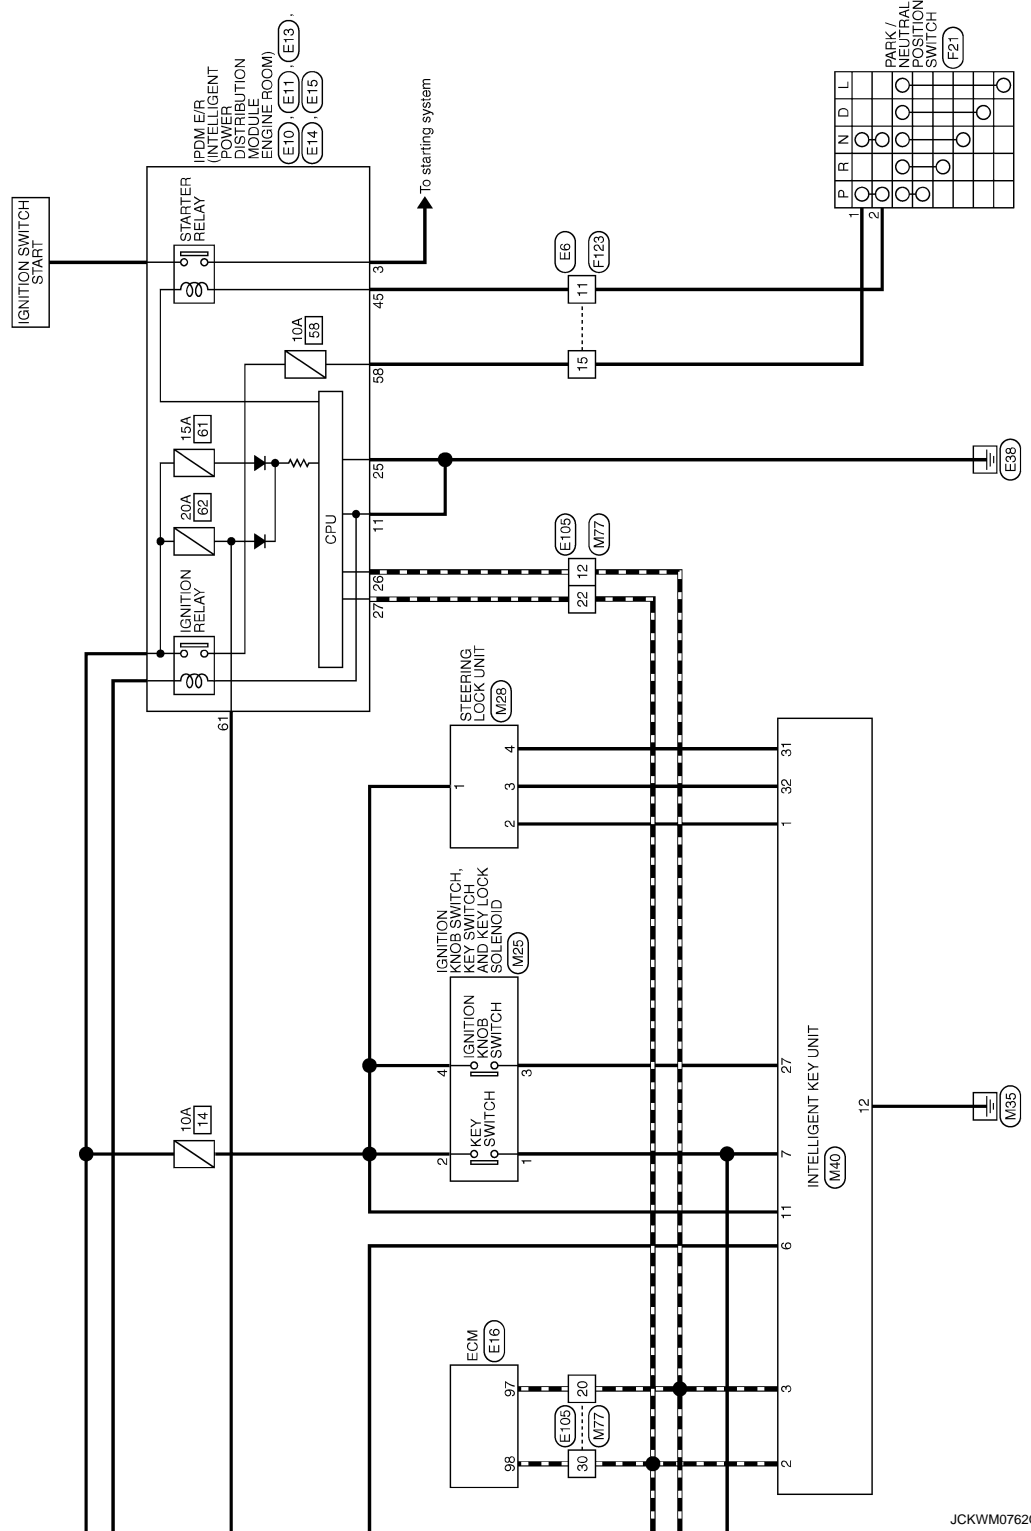 IGNITION SWITCH
START
IPDM E/R
(INTELLIGENT
POWER
DISTRIBUTION
MODULE
ENGINE ROOM)
E10 , E11 , E13 ,
E14 , E15
STARTER
RELAY
To starting system
3
45
10A
58
58
15A
61
20A
62
IGNITION
RELAY
CPU
25
11
26
27
61
E6
F123
11
15
PARK /
NEUTRAL
POSITION
SWITCH
F21
P R N D L
1
2
E38
E105
M77
12
22
STEERING
LOCK UNIT
M28
1
4
3
2
31
32
1
IGNITION
KNOB SWITCH,
KEY SWITCH
AND KEY LOCK
SOLENOID
M25
IGNITION
KNOB
SWITCH
4
3
KEY
SWITCH
2
1
10A
14
27
7
11
6
INTELLIGENT KEY UNIT
M40
12
M35
ECM
E16
97
98
20
E105
M77
30
3
2